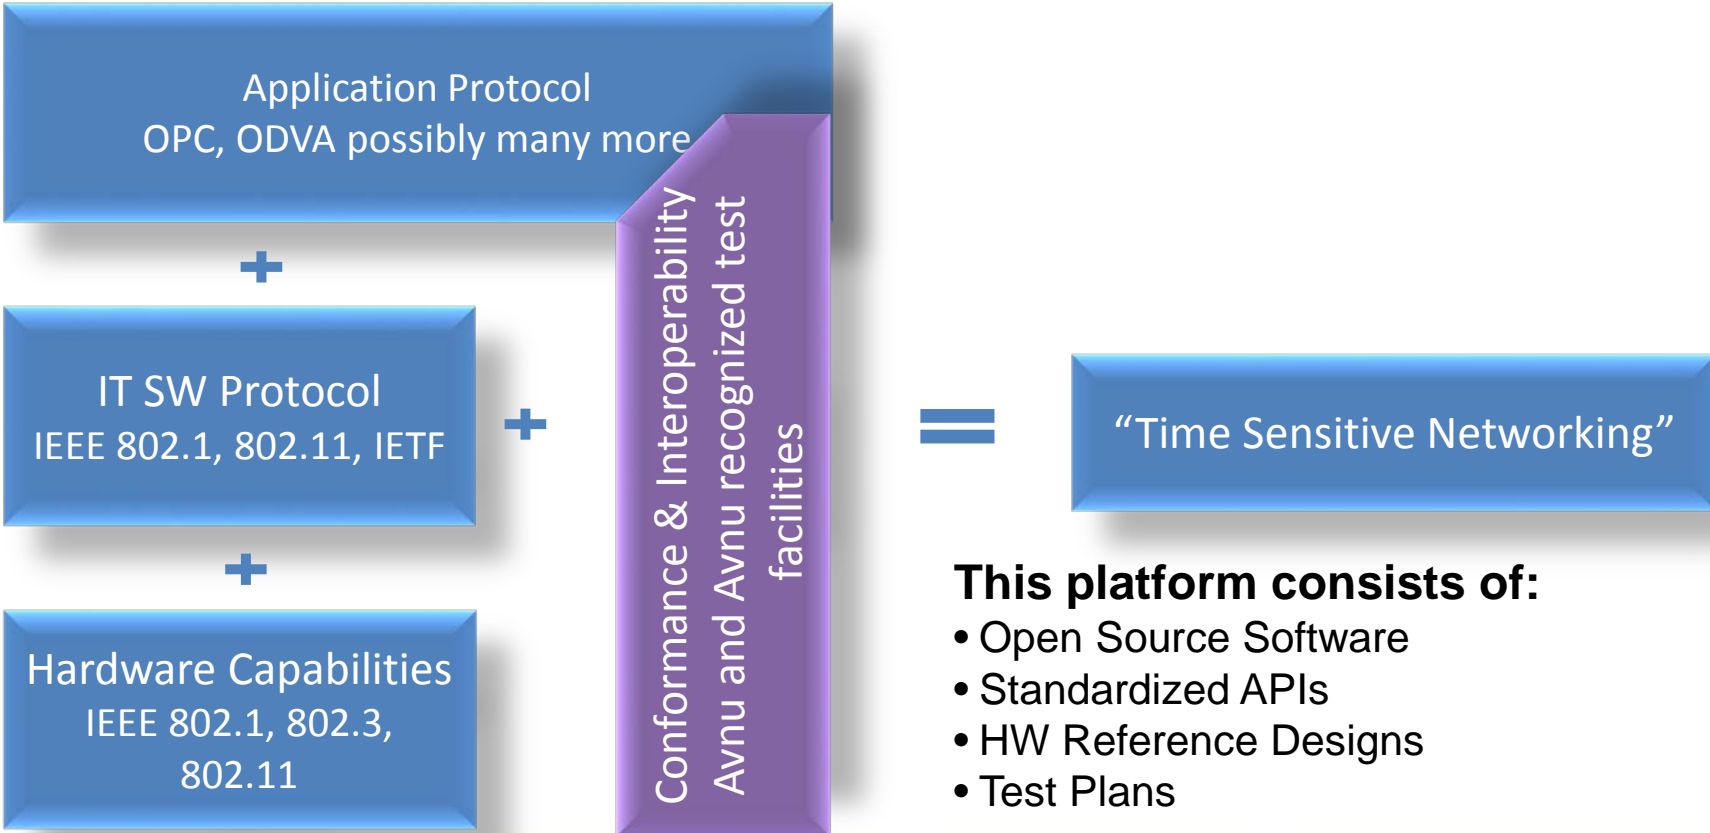 Application Protocol
OPC, ODVA possibly many more
+
IT SW Protocol
IEEE 802.1, 802.11, IETF
+
Hardware Capabilities
IEEE 802.1, 802.3,
802.11
+
Conformance & Interoperability
Avnu and Avnu recognized test
facilities
=
“Time Sensitive Networking”
This platform consists of:
• Open Source Software
• Standardized APIs
• HW Reference Designs
• Test Plans